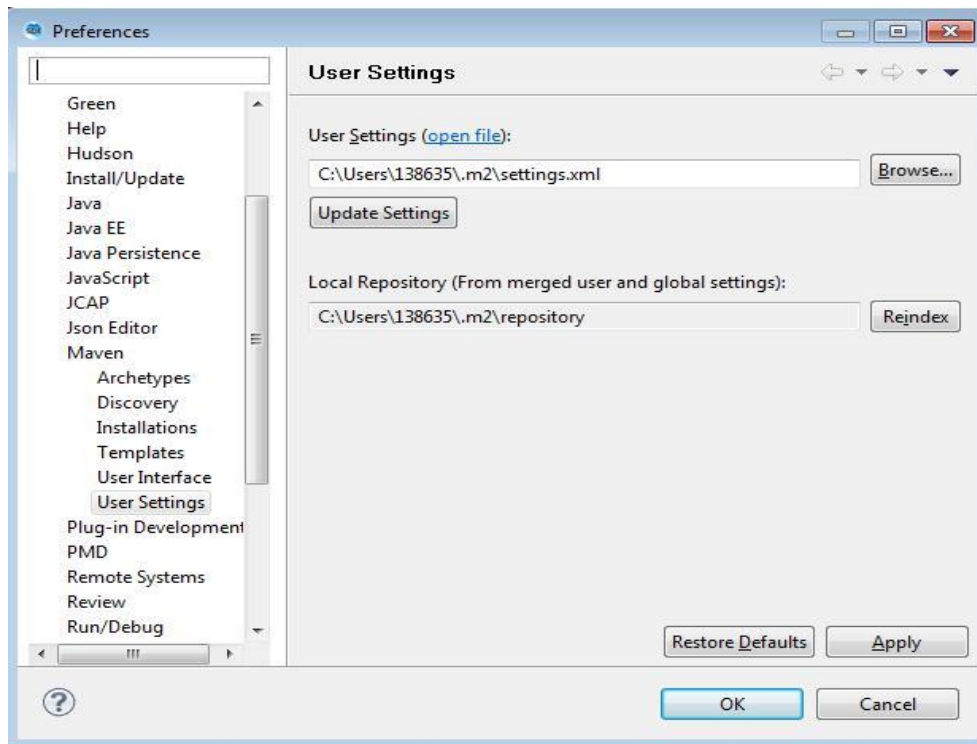 Preferences
User Settings
Green
Help
Hudson
Install/Update
Java
Java EE
Java Persistence
JavaScript
JCAP
Json Editor
Maven
Archetypes
Discovery
Installations
Templates
User Interface
User Settings
Plug-in Development
PMD
Remote Systems
Review
Run/Debug
User Settings (open file):
C:\Users\138635\.m2\settings.xml
Browse...
Update Settings
Local Repository (From merged user and global settings):
C:\Users\138635\.m2\repository
Reindex
Restore Defaults
Apply
?
OK
Cancel